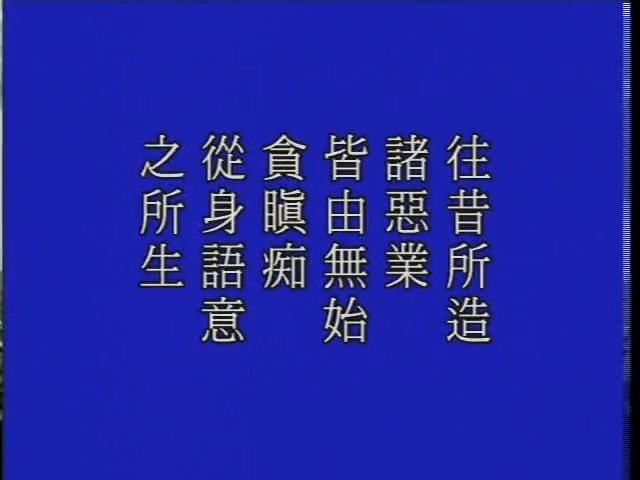 往昔所造
諸惡業
皆由無始
貪瞋痴
從身語意
之所生